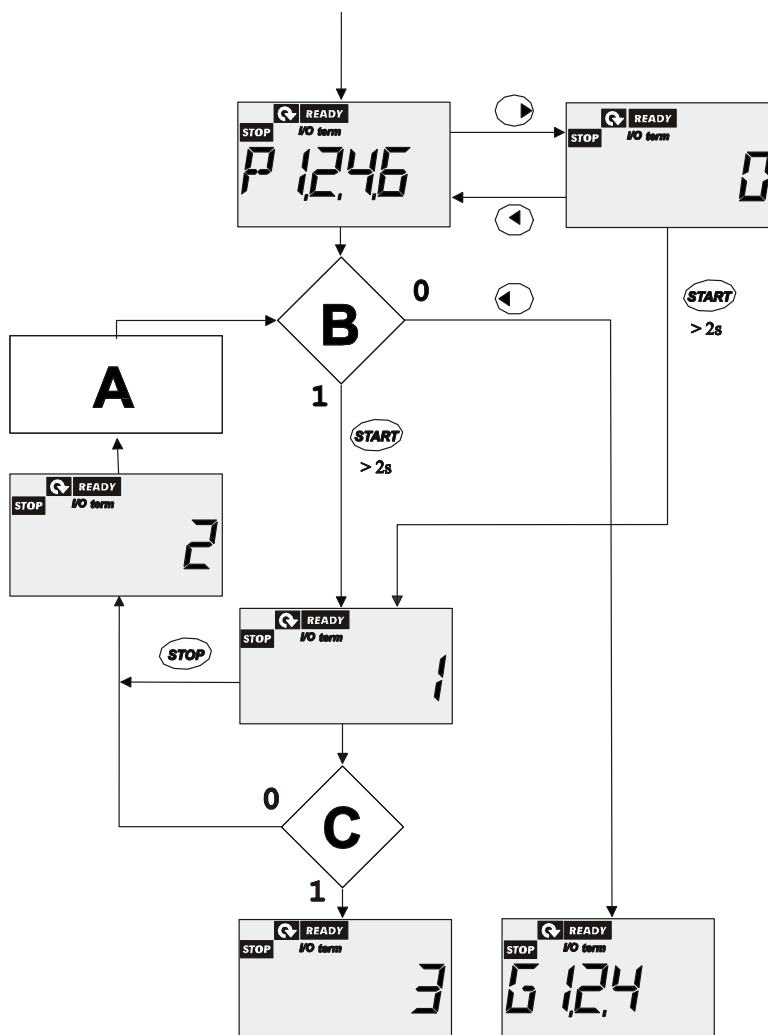 READY
STOP
I/O term
P 1,2,4,6
READY
STOP
I/O term
0
START
> 2s
B
0
1
START
> 2s
A
READY
STOP
I/O term
2
READY
STOP
I/O term
1
STOP
C
0
1
READY
STOP
I/O term
3
READY
STOP
I/O term
G 1,2,4